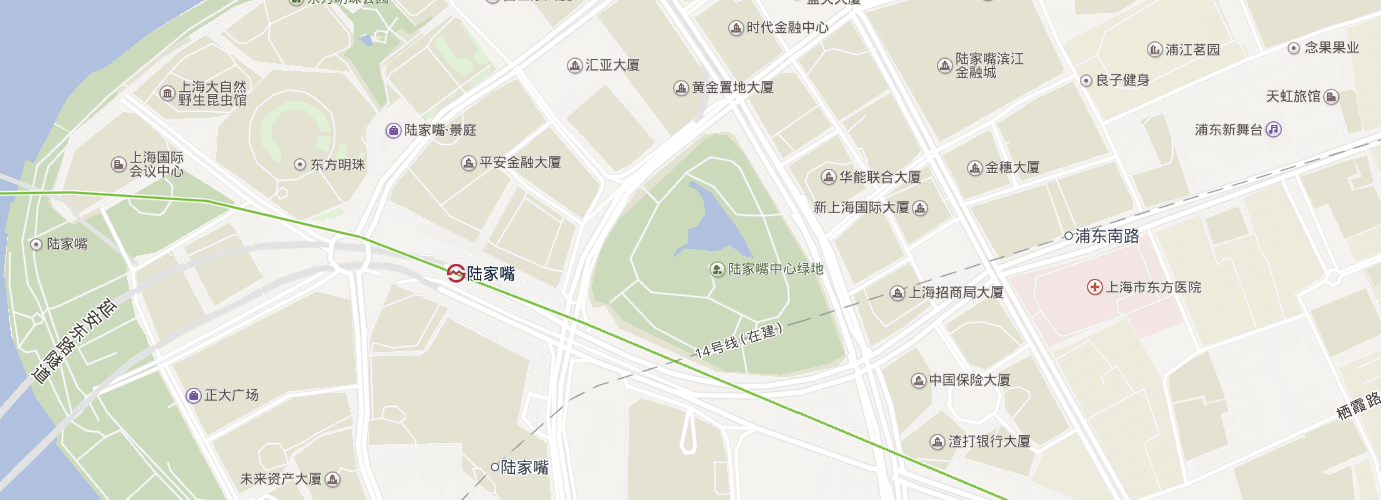 时代金融中心
浦江茗园
念果果业
汇亚大厦
陆家嘴滨江
金融城
良子健身
黄金置地大厦
上海大自然
野生昆虫馆
天虹旅馆
陆家嘴·景庭
浦东新舞台
上海国际
会议中心
东方明珠
平安金融大厦
金穗大厦
华能联合大厦
新上海国际大厦
浦东南路
陆家嘴
陆家嘴
陆家嘴中心绿地
上海招商局大厦
上海市东方医院
延安东路隧道
14号线(在建)
中国保险大厦
正大广场
栖霞路
渣打银行大厦
陆家嘴
未来资产大厦